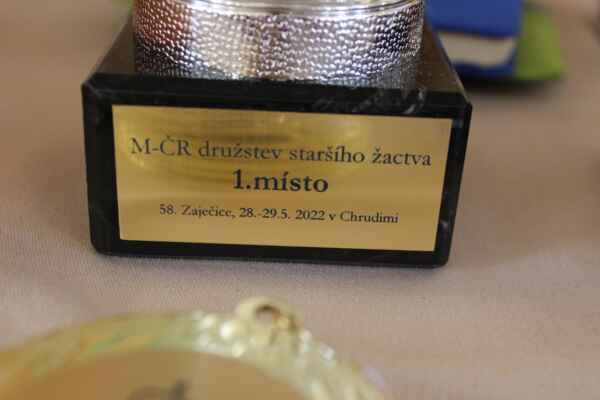 M-ČR družstev staršího žactva
1.místo
58. Zaječice, 28.-29.5. 2022 v Chrudimi